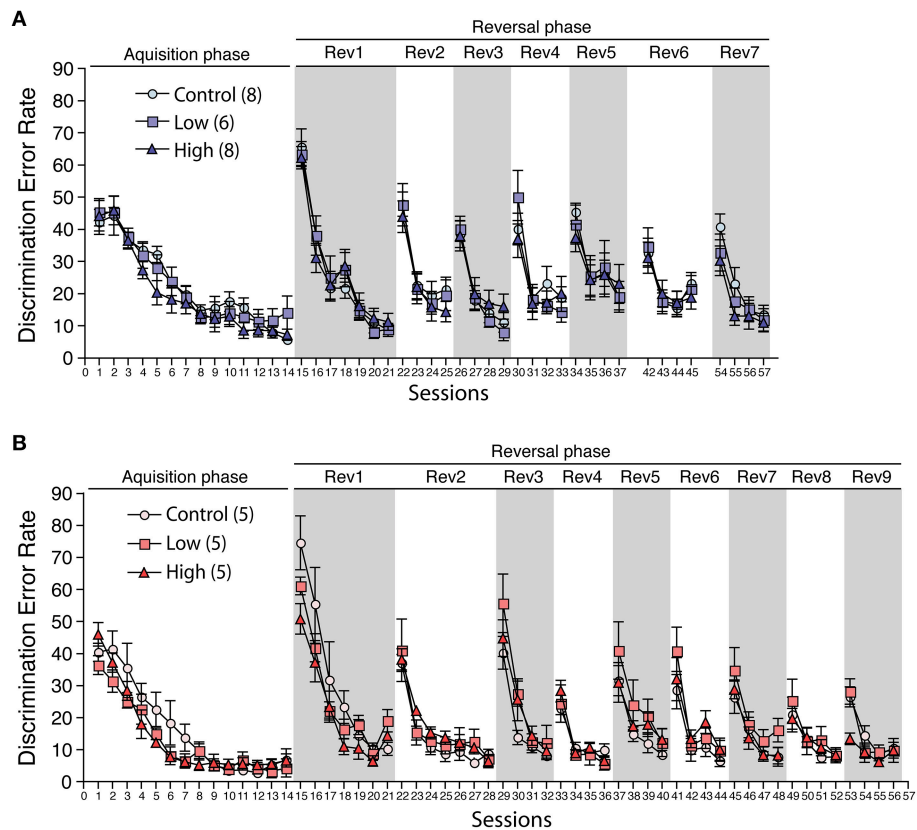 A
Reversal phase
Aquisition phase
Rev1 Rev2 Rev3 Rev4 Rev5 Rev6 Rev7
90
80
70
60
50
40
30
20
10
0
Discrimination Error Rate
Control (8)
Low (6)
High (8)
0 1 2 3 4 5 6 7 8 9 10 11 12 13 14 15 16 17 18 19 20 21 22 23 24 25 26 27 28 29 30 31 32 33 34 35 36 37 42 43 44 45 54 55 56 57
Sessions
B
Reversal phase
Aquisition phase
Rev1 Rev2 Rev3 Rev4 Rev5 Rev6 Rev7 Rev8 Rev9
90
80
70
60
50
40
30
20
10
0
Discrimination Error Rate
Control (5)
Low (5)
High (5)
0 1 2 3 4 5 6 7 8 9 10 11 12 13 14 15 16 17 18 19 20 21 22 23 24 25 26 27 28 29 30 31 32 33 34 35 36 37 38 39 40 41 42 43 44 45 46 47 48 49 50 51 52 53 54 55 56 57
Sessions